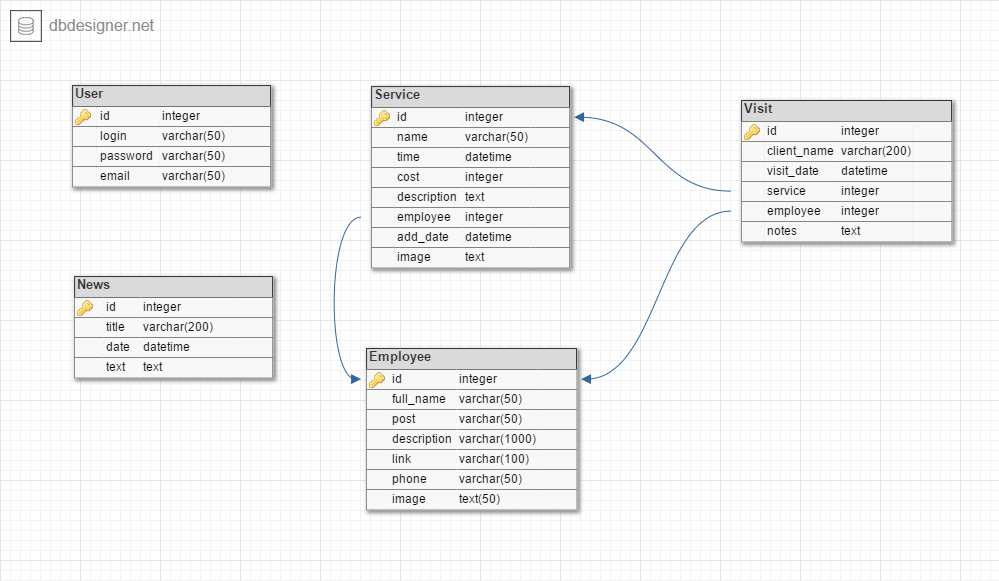 dbdesigner.net
User
id integer
login varchar(50)
password varchar(50)
email varchar(50)
Service
id integer
name varchar(50)
time datetime
cost integer
description text
employee integer
add_date datetime
image text
Visit
id integer
client_name varchar(200)
visit_date datetime
service integer
employee integer
notes text
News
id integer
title varchar(200)
date datetime
text text
Employee
id integer
full_name varchar(50)
post varchar(50)
description varchar(1000)
link varchar(100)
phone varchar(50)
image text(50)